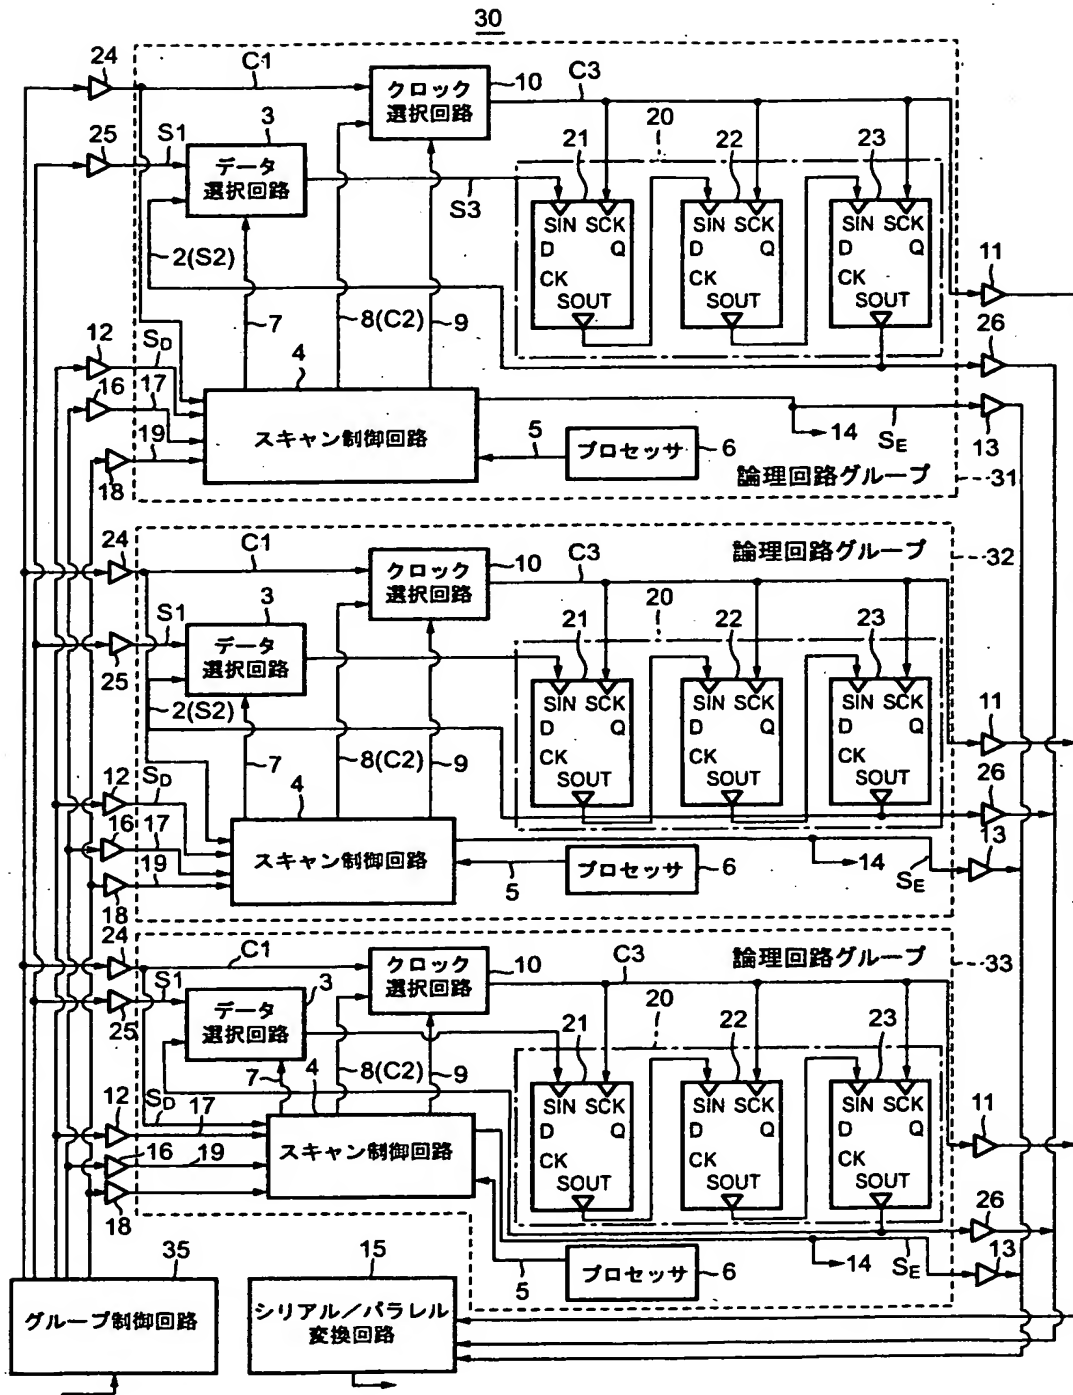 30
24
C1
クロック
選択回路
10
C3
25
S1
3
データ
選択回路
20
21
22
23
S3
SIN SCK
D Q
CK
SOUT
SIN SCK
D Q
CK
SOUT
SIN SCK
D Q
CK
SOUT
11
2(S2)
7
8(C2)
9
26
12
SD
16
17
4
スキャン制御回路
18
19
5
プロセッサ
6
14
SE
13
論理回路グループ
31
24
C1
クロック
選択回路
10
C3
論理回路グループ
32
25
S1
3
データ
選択回路
20
21
22
23
SIN SCK
D Q
CK
SOUT
SIN SCK
D Q
CK
SOUT
SIN SCK
D Q
CK
SOUT
11
2(S2)
7
8(C2)
9
26
12
SD
16
17
4
スキャン制御回路
18
19
5
プロセッサ
6
14
SE
13
24
C1
クロック
選択回路
10
C3
論理回路グループ
33
25
S1
3
データ
選択回路
20
21
22
23
SIN SCK
D Q
CK
SOUT
SIN SCK
D Q
CK
SOUT
SIN SCK
D Q
CK
SOUT
11
7
4
8(C2)
9
12
SD
17
16
19
スキャン制御回路
18
26
5
プロセッサ
6
14
SE
13
35
グループ制御回路
15
シリアル/パラレル
変換回路